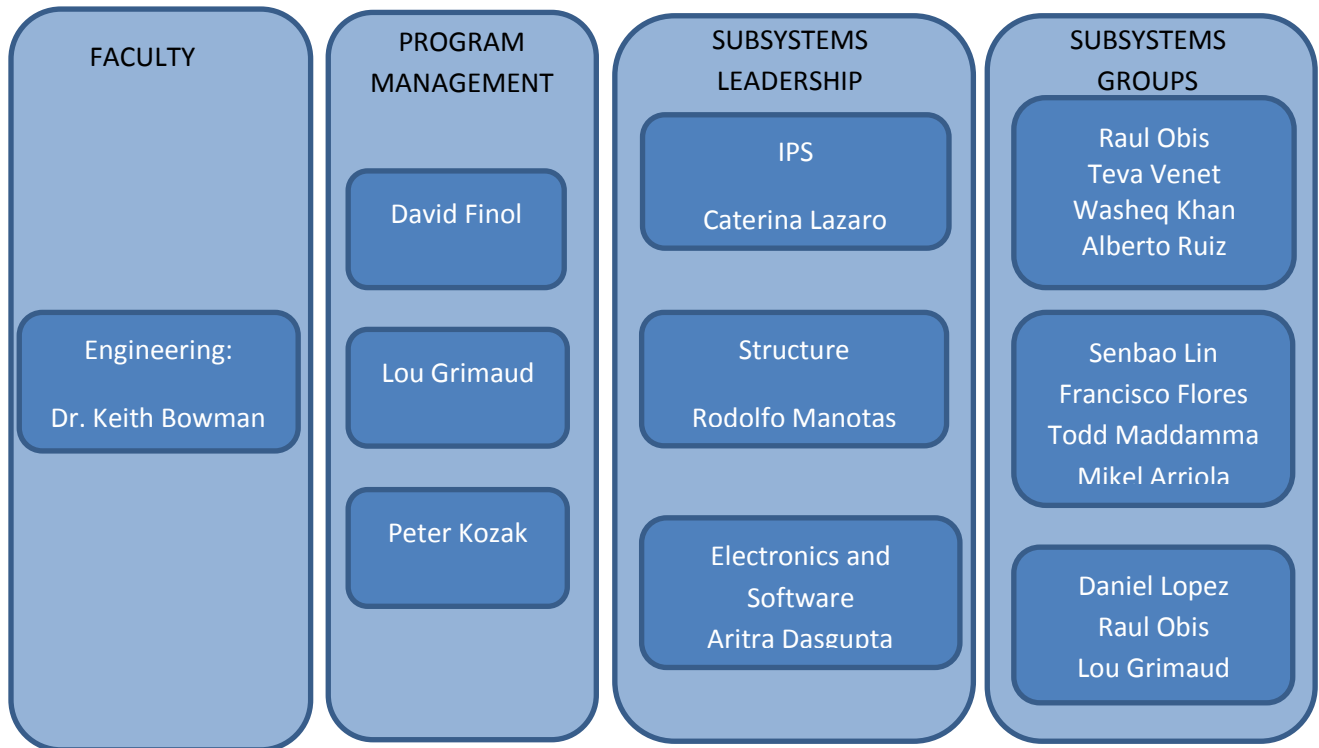 FACULTY
Engineering:
Dr. Keith Bowman
PROGRAM
MANAGEMENT
David Finol
Lou Grimaud
Peter Kozak
SUBSYSTEMS
LEADERSHIP
IPS
Caterina Lazaro
Structure
Rodolfo Manotas
Electronics and
Software
Aritra Dasgupta
SUBSYSTEMS
GROUPS
Raul Obis
Teva Venet
Washeq Khan
Alberto Ruiz
Senbao Lin
Francisco Flores
Todd Maddamma
Mikel Arriola
Daniel Lopez
Raul Obis
Lou Grimaud